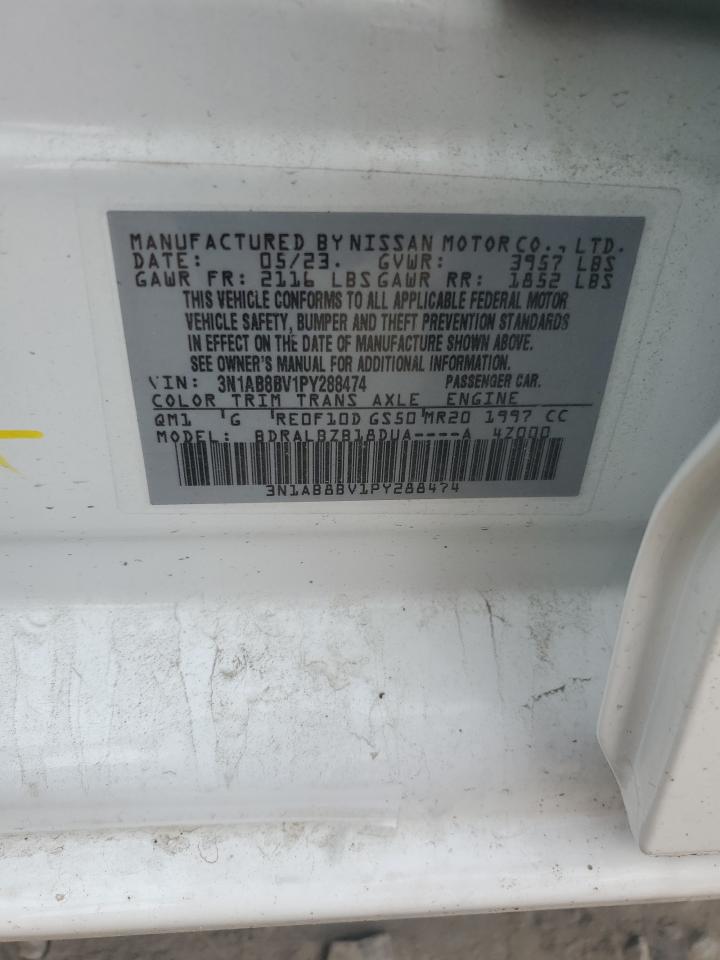 MANUFACTURED BY NISSAN MOTOR CO., LTD.
DATE: 05/23. GVWR: 3957 LBS
GAWR FR: 2116 LBS GAWR RR: 1852 LBS
THIS VEHICLE CONFORMS TO ALL APPLICABLE FEDERAL MOTOR
VEHICLE SAFETY, BUMPER AND THEFT PREVENTION STANDARDS
IN EFFECT ON THE DATE OF MANUFACTURE SHOWN ABOVE.
SEE OWNER'S MANUAL FOR ADDITIONAL INFORMATION.
VIN: 3N1AB8BV1PY288474 PASSENGER CAR.
COLOR TRIM TRANS AXLE ENGINE
QM1 G RE0F10D GS50 MR20 1997 CC
MODEL: BDRALBZB18DUA----A 4Z000
3N1AB8BV1PY288474